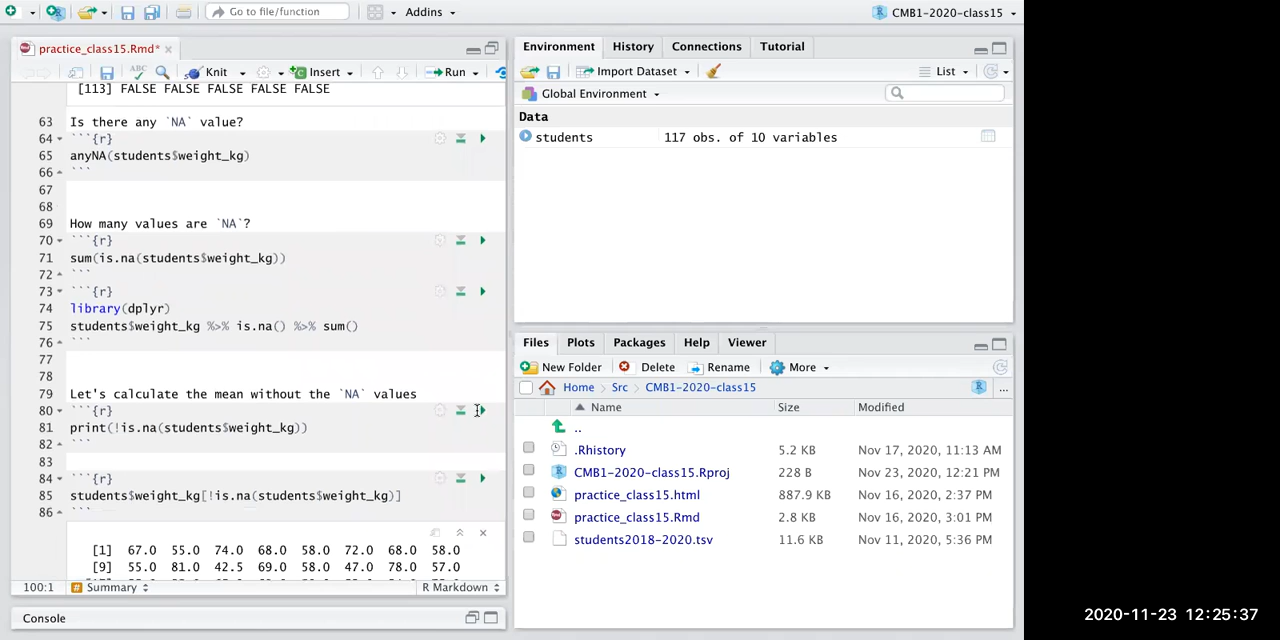 Go to file/function
Addins
CMB1-2020-class15
practice_class15.Rmd*
ABC
Knit
Insert
Run
[113] FALSE FALSE FALSE FALSE FALSE
63 Is there any `NA` value?
64 ```{r}
65 anyNA(students$weight_kg)
66 ```
67
68
69 How many values are `NA`?
70 ```{r}
71 sum(is.na(students$weight_kg))
72 ```
73 ```{r}
74 library(dplyr)
75 students$weight_kg %>% is.na() %>% sum()
76 ```
77
78
79 Let's calculate the mean without the `NA` values
80 ```{r}
81 print(!is.na(students$weight_kg))
82 ```
83
84 ```{r}
85 students$weight_kg[!is.na(students$weight_kg)]
86 ```
[1] 67.0 55.0 74.0 68.0 58.0 72.0 68.0 58.0
[9] 55.0 81.0 42.5 69.0 58.0 47.0 78.0 57.0
100:1 # Summary R Markdown
Console
Environment History Connections Tutorial
Import Dataset List
Global Environment
Data
students 117 obs. of 10 variables
Files Plots Packages Help Viewer
New Folder Delete Rename More
Home Src CMB1-2020-class15 ...
Name Size Modified
..
.Rhistory 5.2 KB Nov 17, 2020, 11:13 AM
CMB1-2020-class15.Rproj 228 B Nov 23, 2020, 12:21 PM
practice_class15.html 887.9 KB Nov 16, 2020, 2:37 PM
practice_class15.Rmd 2.8 KB Nov 16, 2020, 3:01 PM
students2018-2020.tsv 11.6 KB Nov 11, 2020, 5:36 PM
2020-11-23 12:25:37